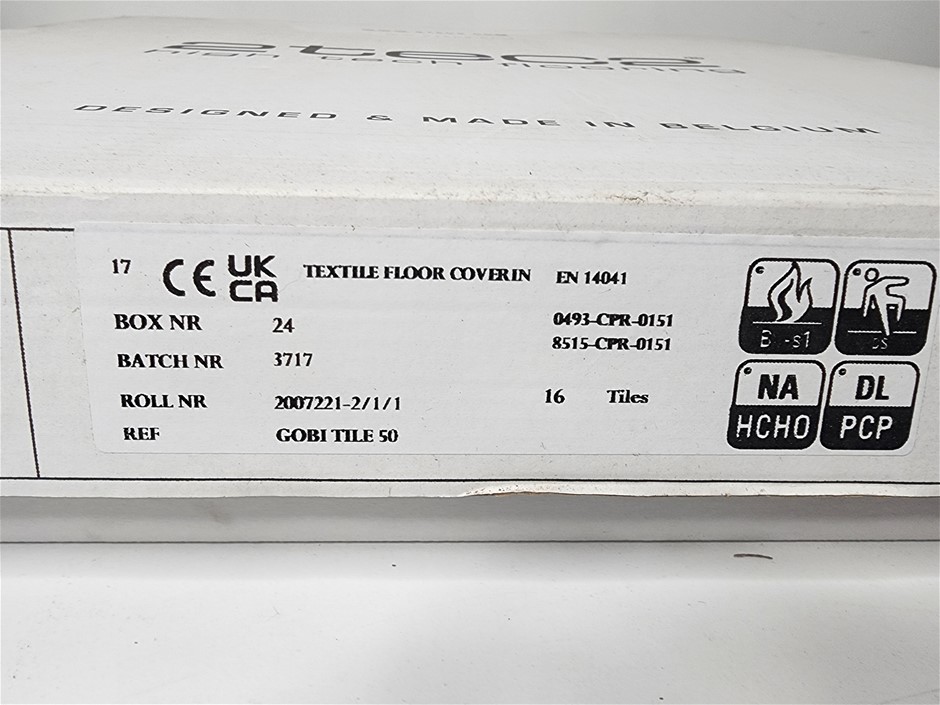 2tec2
High tech flooring
DESIGNED & MADE IN BELGIUM
17 CE UK CA TEXTILE FLOOR COVERIN EN 14041
BOX NR 24 0493-CPR-0151
8515-CPR-0151
BATCH NR 3717
ROLL NR 2007221-2/1/1 16 Tiles
REF GOBI TILE 50
-s1
NA DL
HCHO PCP